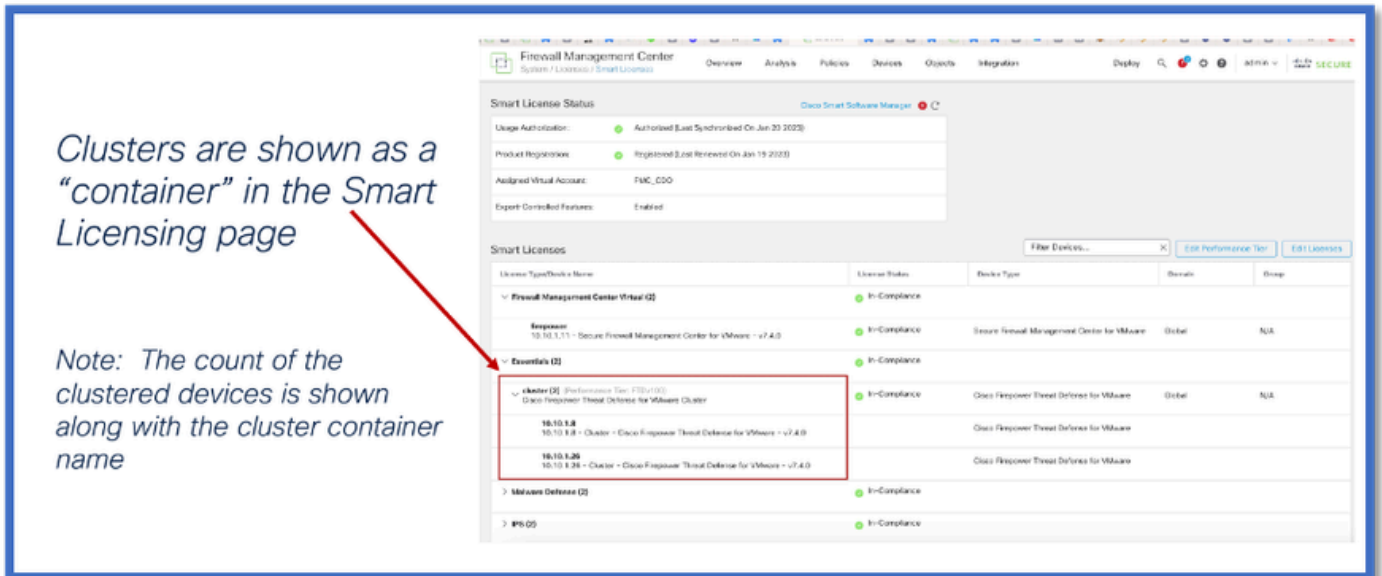 Clusters are shown as a
“container” in the Smart
Licensing page
Note: The count of the
clustered devices is shown
along with the cluster container
name
Firewall Management Center
System / Licenses / Smart Licenses
Overview Analysis Policies Devices Objects Integration Deploy admin SECURE
Smart License Status Cisco Smart Software Manager
Usage Authorization: Authorized (Last Synchronized On Jan 20 2023)
Product Registration: Registered (Last Renewed On Jan 19 2023)
Assigned Virtual Account: FMC_CDO
Export-Controlled Features: Enabled
Smart Licenses Filter Devices... Edit Performance Tier Edit Licenses
License Type/Device Name License Status Device Type Domain Group
Firewall Management Center Virtual (2) In-Compliance
firepower
10.10.1.11 - Secure Firewall Management Center for VMware - v7.4.0 In-Compliance Secure Firewall Management Center for VMware Global N/A
Essentials (2) In-Compliance
cluster (2) (Performance Tier: FTDv100)
Cisco Firepower Threat Defense for VMware Cluster In-Compliance Cisco Firepower Threat Defense for VMware Global N/A
10.10.1.8
10.10.1.8 - Cluster - Cisco Firepower Threat Defense for VMware - v7.4.0 Cisco Firepower Threat Defense for VMware
10.10.1.26
10.10.1.26 - Cluster - Cisco Firepower Threat Defense for VMware - v7.4.0 Cisco Firepower Threat Defense for VMware
Malware Defense (2) In-Compliance
IPS (2) In-Compliance